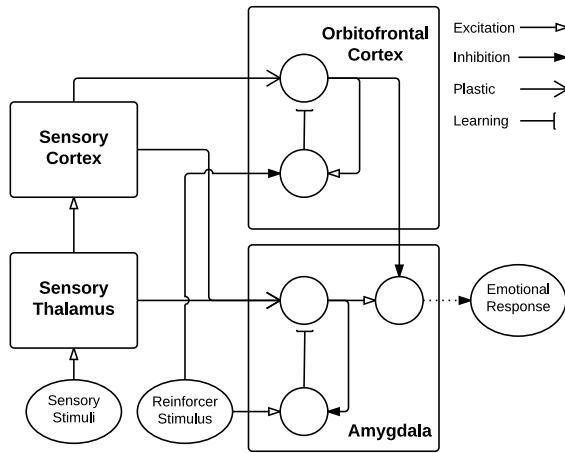 Orbitofrontal
Cortex
Excitation
Inhibition
Plastic
Learning
Sensory
Cortex
Sensory
Thalamus
Emotional
Response
Sensory
Stimuli
Reinforcer
Stimulus
Amygdala